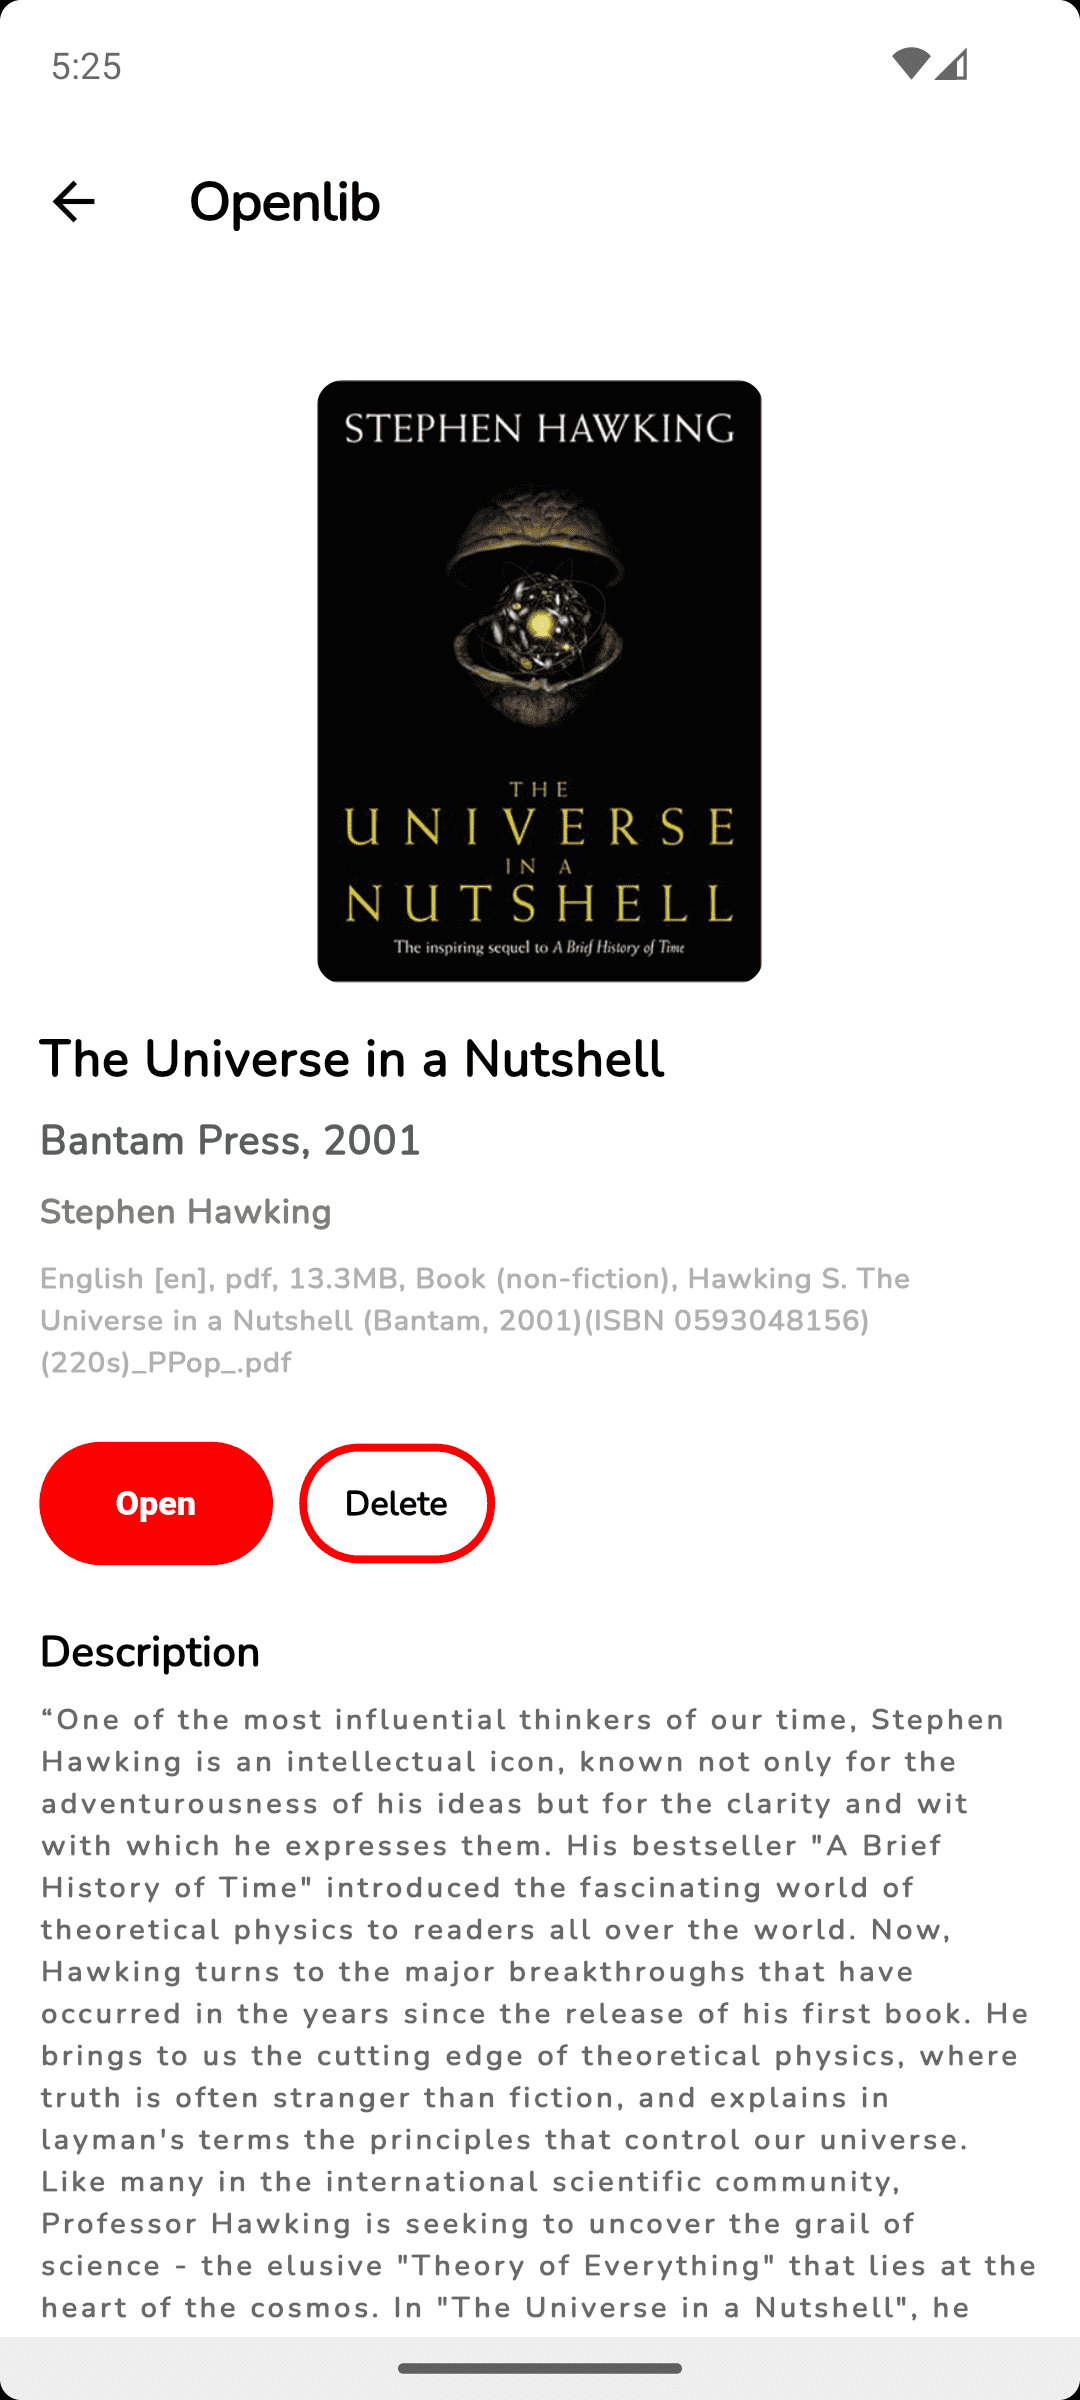 5:25
Openlib
STEPHEN HAWKING
THE
UNIVERSE
IN A
NUTSHELL
The inspiring sequel to A Brief History of Time
The Universe in a Nutshell
Bantam Press, 2001
Stephen Hawking
English [en], pdf, 13.3MB, Book (non-fiction), Hawking S. The
Universe in a Nutshell (Bantam, 2001)(ISBN 0593048156)
(220s)_PPop_.pdf
Open
Delete
Description
“One of the most influential thinkers of our time, Stephen
Hawking is an intellectual icon, known not only for the
adventurousness of his ideas but for the clarity and wit
with which he expresses them. His bestseller "A Brief
History of Time" introduced the fascinating world of
theoretical physics to readers all over the world. Now,
Hawking turns to the major breakthroughs that have
occurred in the years since the release of his first book. He
brings to us the cutting edge of theoretical physics, where
truth is often stranger than fiction, and explains in
layman's terms the principles that control our universe.
Like many in the international scientific community,
Professor Hawking is seeking to uncover the grail of
science - the elusive "Theory of Everything" that lies at the
heart of the cosmos. In "The Universe in a Nutshell", he